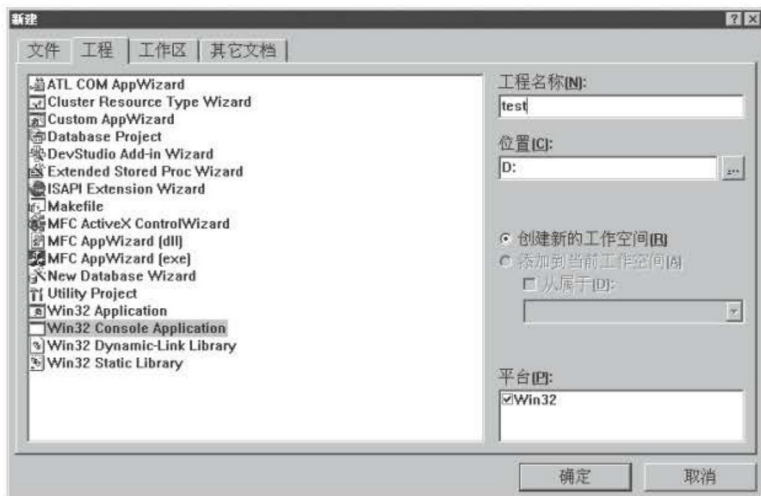 新建
文件 工程 工作区 其它文档
ATL COM AppWizard
Cluster Resource Type Wizard
Custom AppWizard
Database Project
DevStudio Add-in Wizard
Extended Stored Proc Wizard
ISAPI Extension Wizard
Makefile
MFC ActiveX ControlWizard
MFC AppWizard (dll)
MFC AppWizard (exe)
New Database Wizard
Utility Project
Win32 Application
Win32 Console Application
Win32 Dynamic-Link Library
Win32 Static Library
工程名称(N):
test
位置(C):
D:
...
创建新的工作空间(R)
添加到当前工作空间(A)
从属于(D):
平台(P):
Win32
确定 取消